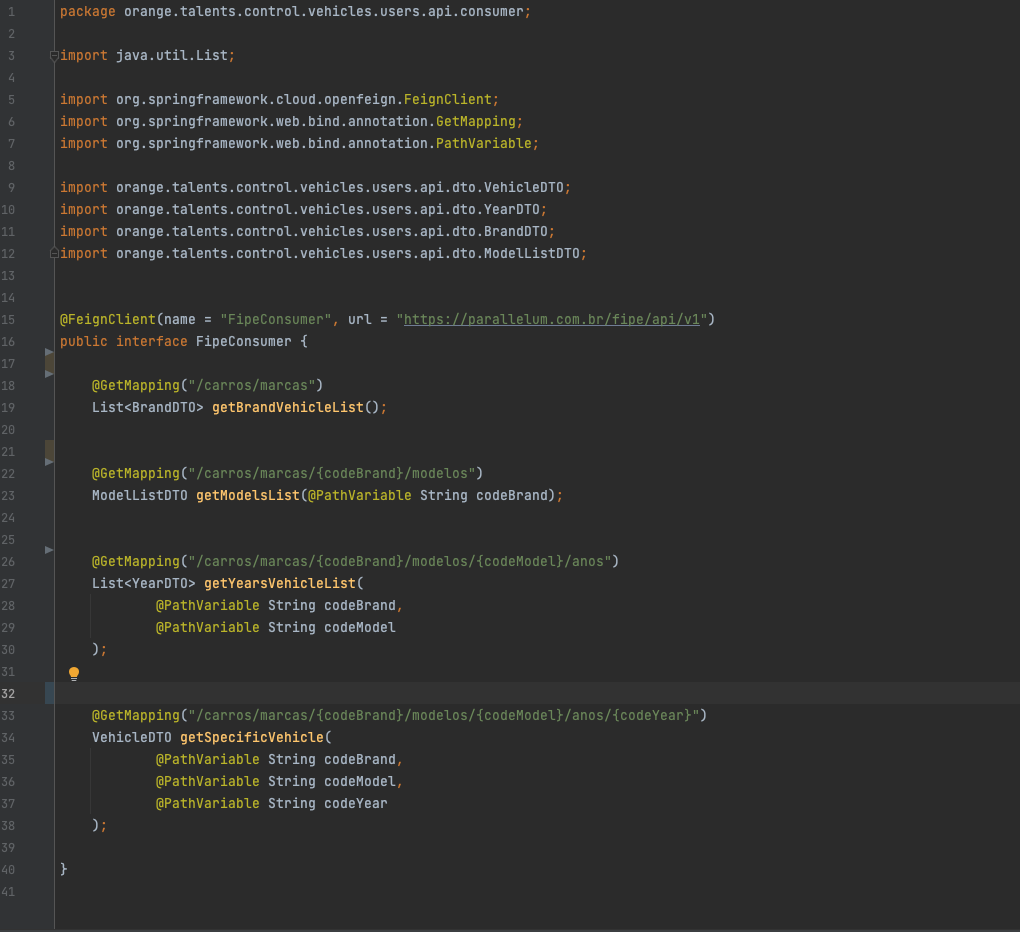 1 package orange.talents.control.vehicles.users.api.consumer;
2
3 import java.util.List;
4
5 import org.springframework.cloud.openfeign.FeignClient;
6 import org.springframework.web.bind.annotation.GetMapping;
7 import org.springframework.web.bind.annotation.PathVariable;
8
9 import orange.talents.control.vehicles.users.api.dto.VehicleDTO;
10 import orange.talents.control.vehicles.users.api.dto.YearDTO;
11 import orange.talents.control.vehicles.users.api.dto.BrandDTO;
12 import orange.talents.control.vehicles.users.api.dto.ModelListDTO;
13
14
15 @FeignClient(name = "FipeConsumer", url = "https://parallelum.com.br/fipe/api/v1")
16 public interface FipeConsumer {
17
18     @GetMapping("/carros/marcas")
19     List<BrandDTO> getBrandVehicleList();
20
21
22     @GetMapping("/carros/marcas/{codeBrand}/modelos")
23     ModelListDTO getModelsList(@PathVariable String codeBrand);
24
25
26     @GetMapping("/carros/marcas/{codeBrand}/modelos/{codeModel}/anos")
27     List<YearDTO> getYearsVehicleList(
28             @PathVariable String codeBrand,
29             @PathVariable String codeModel
30     );
31
32
33     @GetMapping("/carros/marcas/{codeBrand}/modelos/{codeModel}/anos/{codeYear}")
34     VehicleDTO getSpecificVehicle(
35             @PathVariable String codeBrand,
36             @PathVariable String codeModel,
37             @PathVariable String codeYear
38     );
39
40 }
41